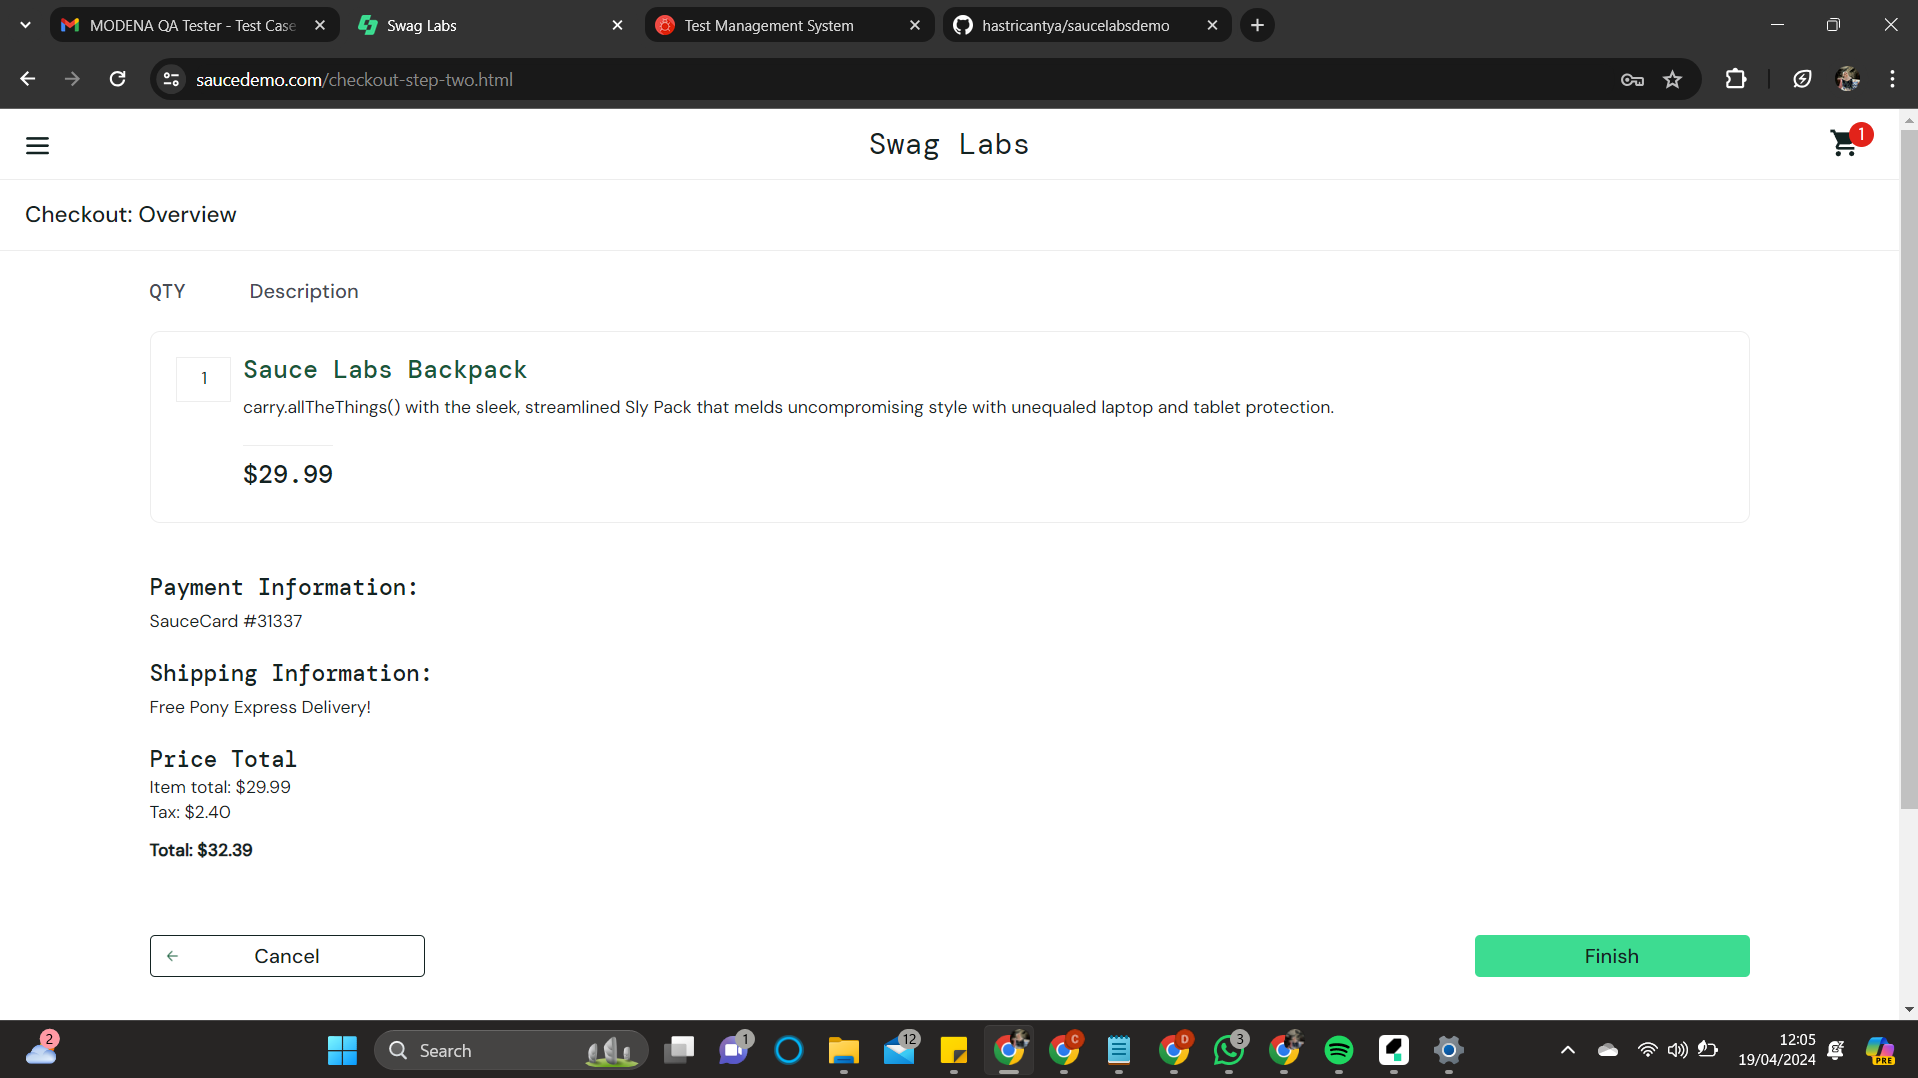 MODENA QA Tester - Test Case
Swag Labs
Test Management System
hastricantya/saucelabsdemo
saucedemo.com/checkout-step-two.html
Swag Labs
1
Checkout: Overview
QTY
Description
1
Sauce Labs Backpack
carry.allTheThings() with the sleek, streamlined Sly Pack that melds uncompromising style with unequaled laptop and tablet protection.
$29.99
Payment Information:
SauceCard #31337
Shipping Information:
Free Pony Express Delivery!
Price Total
Item total: $29.99
Tax: $2.40
Total: $32.39
Cancel
Finish
2
Search
1
12
C
D
3
12:05
19/04/2024
PRE